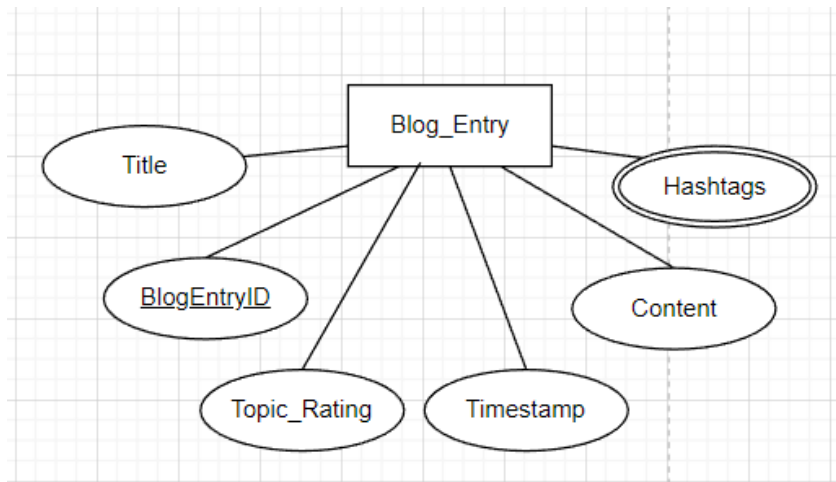 Blog_Entry
Title
Hashtags
BlogEntryID
Content
Topic_Rating
Timestamp